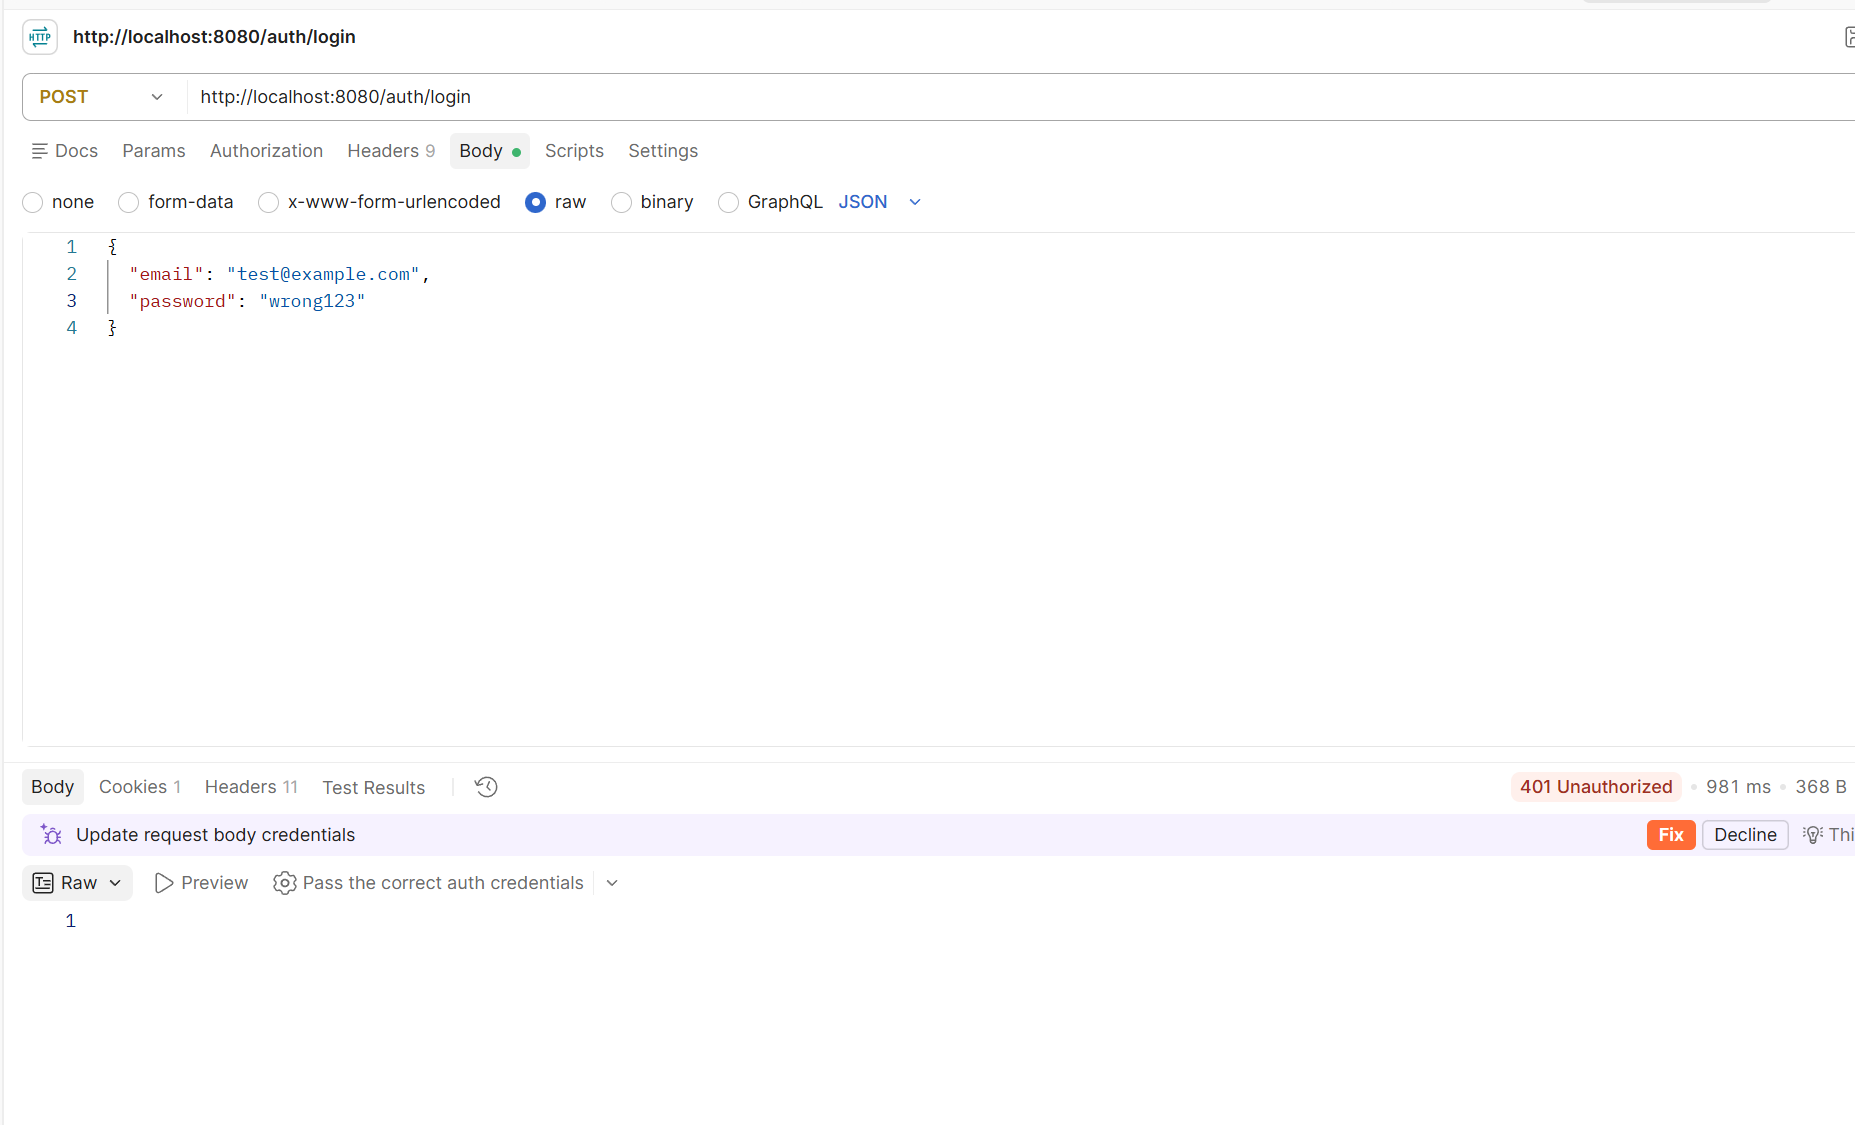 HTTP http://localhost:8080/auth/login
POST http://localhost:8080/auth/login
Docs Params Authorization Headers 9 Body Scripts Settings
none form-data x-www-form-urlencoded raw binary GraphQL JSON
1 {
2 "email": "test@example.com",
3 "password": "wrong123"
4 }
Body Cookies 1 Headers 11 Test Results 401 Unauthorized • 981 ms • 368 B
Update request body credentials Fix Decline Thi
Raw Preview Pass the correct auth credentials
1